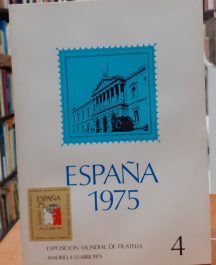 ESPAÑA
1975
ESPAÑA
75
EXPOSICION MUNDIAL DE FILATELIA
MADRID, 4-13 ABRIL 1975
4